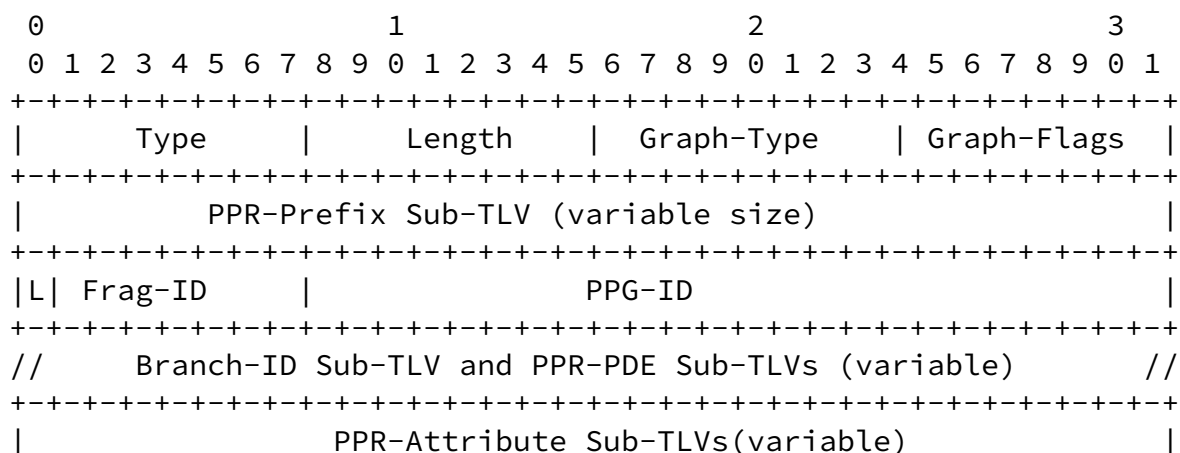 0                   1                   2                   3
 0 1 2 3 4 5 6 7 8 9 0 1 2 3 4 5 6 7 8 9 0 1 2 3 4 5 6 7 8 9 0 1
+-+-+-+-+-+-+-+-+-+-+-+-+-+-+-+-+-+-+-+-+-+-+-+-+-+-+-+-+-+-+-+-+
|      Type     |     Length    |  Graph-Type   | Graph-Flags  |
+-+-+-+-+-+-+-+-+-+-+-+-+-+-+-+-+-+-+-+-+-+-+-+-+-+-+-+-+-+-+-+-+
|          PPR-Prefix Sub-TLV (variable size)                   |
+-+-+-+-+-+-+-+-+-+-+-+-+-+-+-+-+-+-+-+-+-+-+-+-+-+-+-+-+-+-+-+-+
|L| Frag-ID     |               PPG-ID                          |
+-+-+-+-+-+-+-+-+-+-+-+-+-+-+-+-+-+-+-+-+-+-+-+-+-+-+-+-+-+-+-+-+
//     Branch-ID Sub-TLV and PPR-PDE Sub-TLVs (variable)       //
+-+-+-+-+-+-+-+-+-+-+-+-+-+-+-+-+-+-+-+-+-+-+-+-+-+-+-+-+-+-+-+-+
|                 PPR-Attribute Sub-TLVs(variable)              |